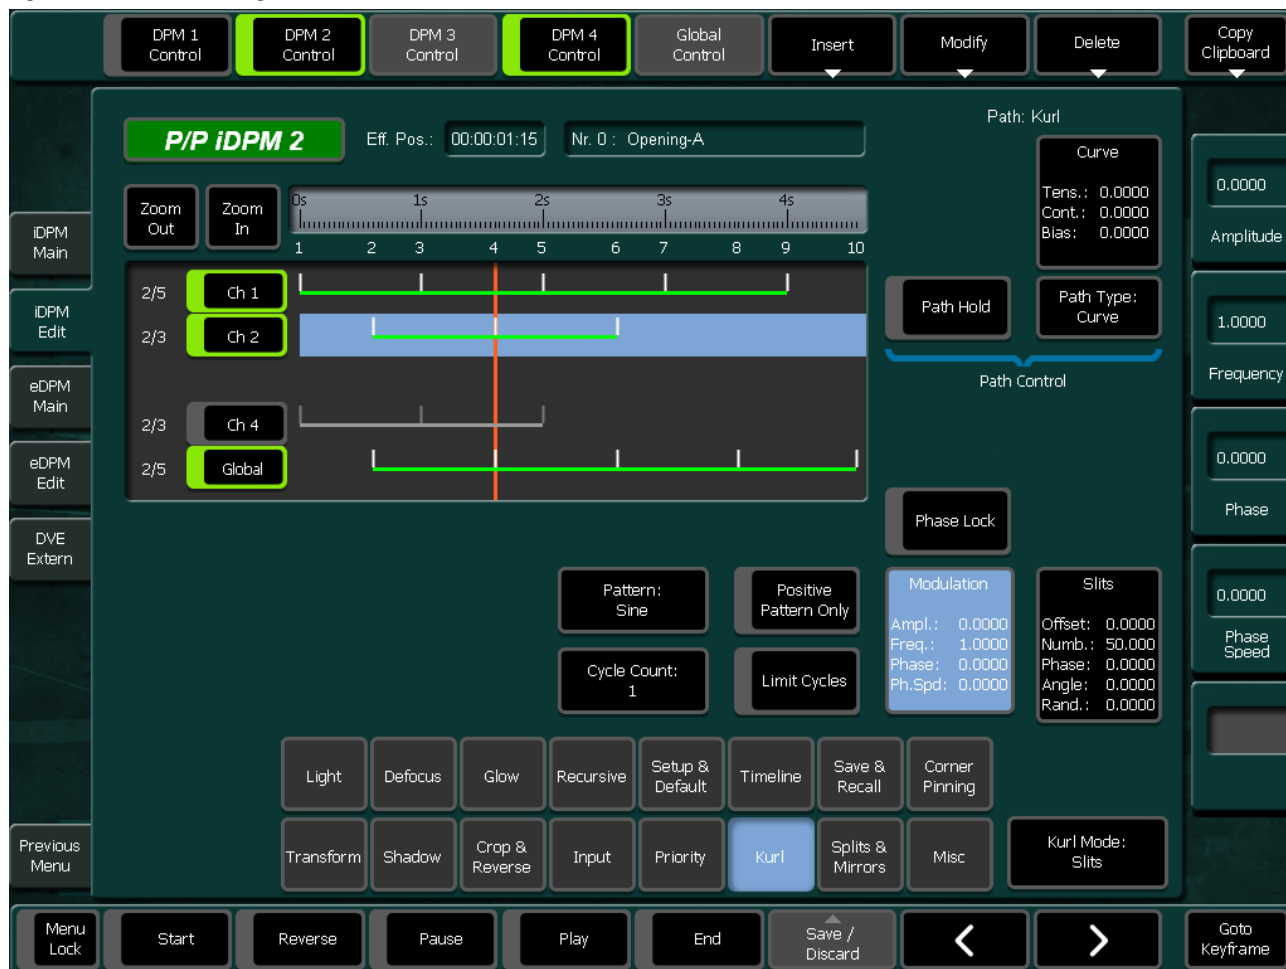 DPM 1 Control
DPM 2 Control
DPM 3 Control
DPM 4 Control
Global Control
Insert
Modify
Delete
Copy Clipboard
P/P iDPM 2
Eff. Pos.: 00:00:01:15
Nr. 0 : Opening-A
Path: Kurl
Curve
Tens.: 0.0000
Cont.: 0.0000
Bias: 0.0000
Zoom Out
Zoom In
0s 1s 2s 3s 4s
1 2 3 4 5 6 7 8 9 10
2/5 Ch 1
2/3 Ch 2
2/3 Ch 4
2/5 Global
Path Hold
Path Type: Curve
Path Control
iDPM Main
iDPM Edit
eDPM Main
eDPM Edit
DVE Extern
Previous Menu
0.0000
Amplitude
1.0000
Frequency
0.0000
Phase
0.0000
Phase Speed
Phase Lock
Pattern: Sine
Positive Pattern Only
Cycle Count: 1
Limit Cycles
Modulation
Ampl.: 0.0000
Freq.: 1.0000
Phase: 0.0000
Ph.Spd: 0.0000
Slits
Offset: 0.0000
Numb.: 50.000
Phase: 0.0000
Angle: 0.0000
Rand.: 0.0000
Light
Defocus
Glow
Recursive
Setup & Default
Timeline
Save & Recall
Corner Pinning
Transform
Shadow
Crop & Reverse
Input
Priority
Kurl
Splits & Mirrors
Misc
Kurl Mode: Slits
Menu Lock
Start
Reverse
Pause
Play
End
Save / Discard
Goto Keyframe